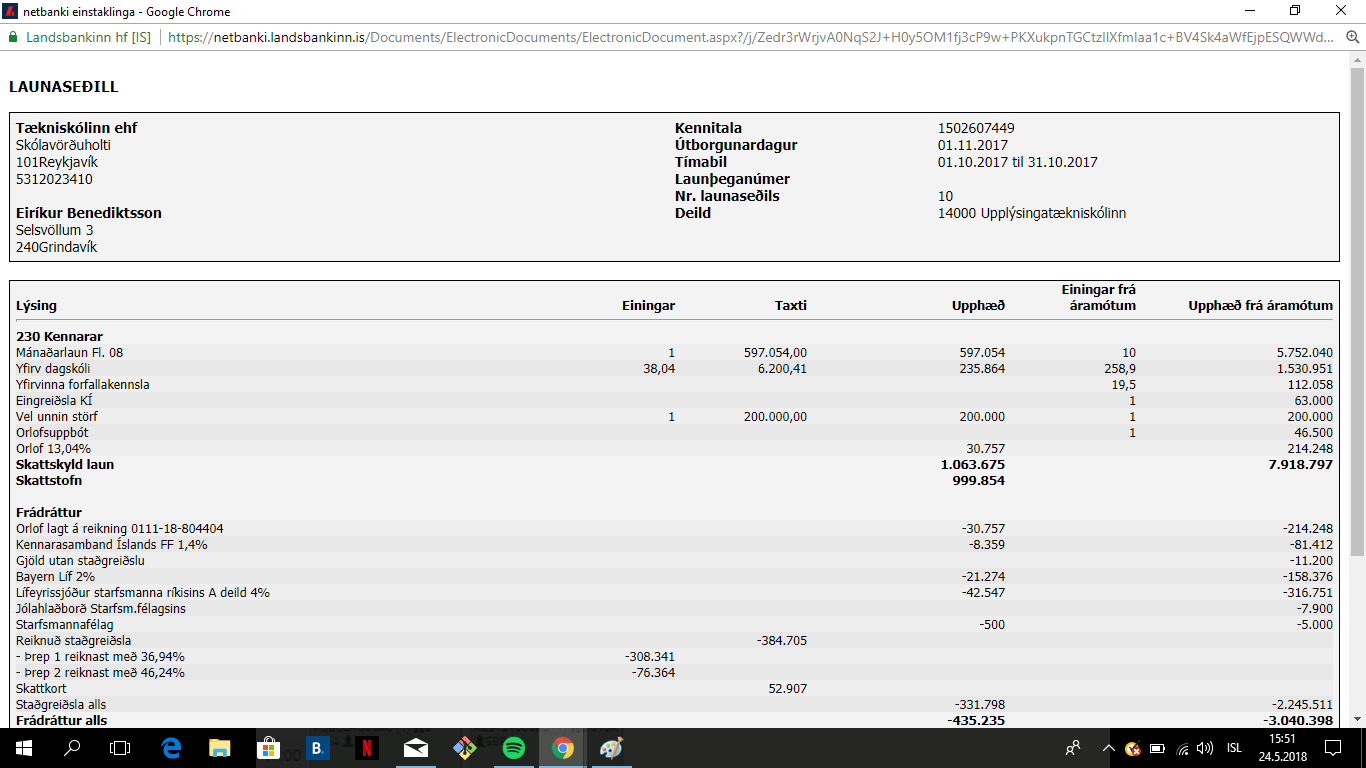 netbanki einstaklinga - Google Chrome
Landsbankinn hf [IS] https://netbanki.landsbankinn.is/Documents/ElectronicDocuments/ElectronicDocument.aspx?/j/
LAUNASEÐILL
Tækniskólinn ehf Kennitala 1502607449
Skólavörðuholti Útborgunardagur 01.11.2017
101Reykjavík Tímabil 01.10.2017 til 31.10.2017
5312023410 Launþeganúmer
Nr. launaseðils 10
Eiríkur Benediktsson Deild 14000 Upplýsingatækniskólinn
Selsvöllum 3
240Grindavík
Lýsing Einingar Taxti Upphæð Einingar frá áramótum Upphæð frá áramótum
230 Kennarar
Mánaðarlaun Fl. 08 1 597.054,00 597.054 10 5.752.040
Yfirv dagskóli 38,04 6.200,41 235.864 258,9 1.530.951
Yfirvinna forfallakennsla 19,5 112.058
Eingreiðsla KÍ 1 63.000
Vel unnin störf 1 200.000,00 200.000 1 200.000
Orlofsuppbót 1 46.500
Orlof 13,04% 30.757 214.248
Skattskyld laun 1.063.675 7.918.797
Skattstofn 999.854
Frádráttur
Orlof lagt á reikning 0111-18-804404 -30.757 -214.248
Kennarasamband Íslands FF 1,4% -8.359 -81.412
Gjöld utan staðgreiðslu -11.200
Bayern Líf 2% -21.274 -158.376
Lífeyrissjóður starfsmanna ríkisins A deild 4% -42.547 -316.751
Jólahlaðborð Starfsm.félagsins -7.900
Starfsmannafélag -500 -5.000
Reiknuð staðgreiðsla -384.705
- Þrep 1 reiknast með 36,94% -308.341
- Þrep 2 reiknast með 46,24% -76.364
Skattkort 52.907
Staðgreiðsla alls -331.798 -2.245.511
Frádráttur alls -435.235 -3.040.398
B. N ISL 15:51
24.5.2018